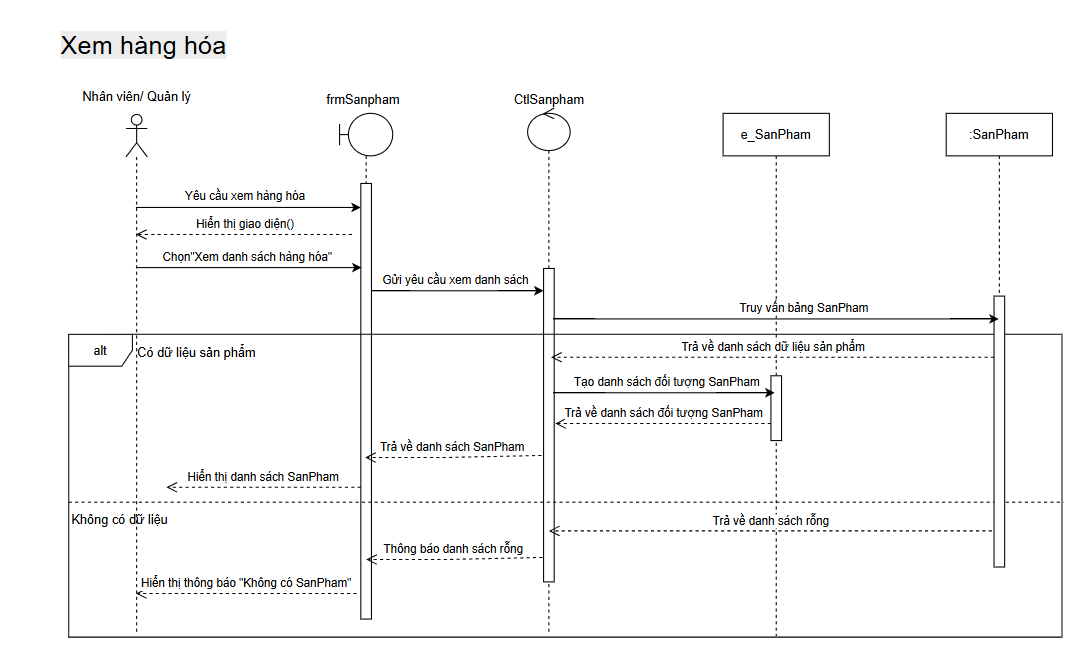 Xem hàng hóa
Nhân viên/ Quản lý
frmSanpham
CtlSanpham
e_SanPham
:SanPham
Yêu cầu xem hàng hóa
Hiển thị giao diện()
Chọn"Xem danh sách hàng hóa"
Gửi yêu cầu xem danh sách
Truy vấn bảng SanPham
alt
Có dữ liệu sản phẩm
Trả về danh sách dữ liệu sản phẩm
Tạo danh sách đối tượng SanPham
Trả về danh sách đối tượng SanPham
Trả về danh sách SanPham
Hiển thị danh sách SanPham
Không có dữ liệu
Trả về danh sách rỗng
Thông báo danh sách rỗng
Hiển thị thông báo "Không có SanPham"